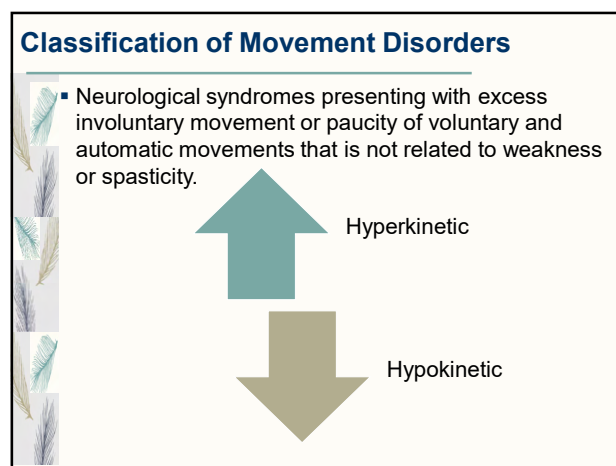 Classification of Movement Disorders
▪ Neurological syndromes presenting with excess
involuntary movement or paucity of voluntary and
automatic movements that is not related to weakness
or spasticity.
Hyperkinetic
Hypokinetic